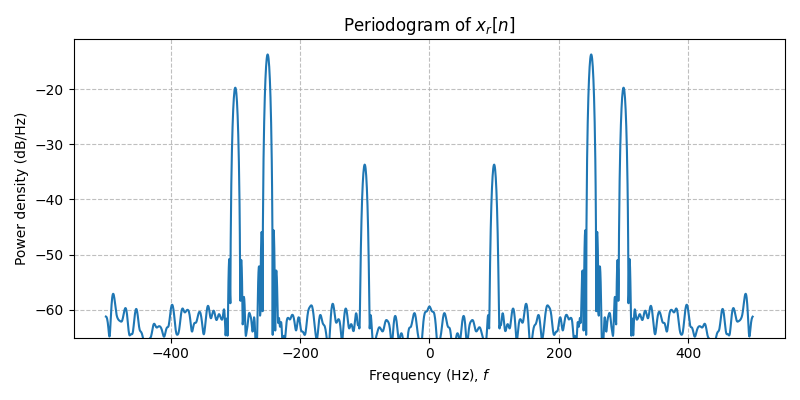 Periodogram of x_r[n]
Power density (dB/Hz)
−20
−30
−40
−50
−60
−400 −200 0 200 400
Frequency (Hz), f